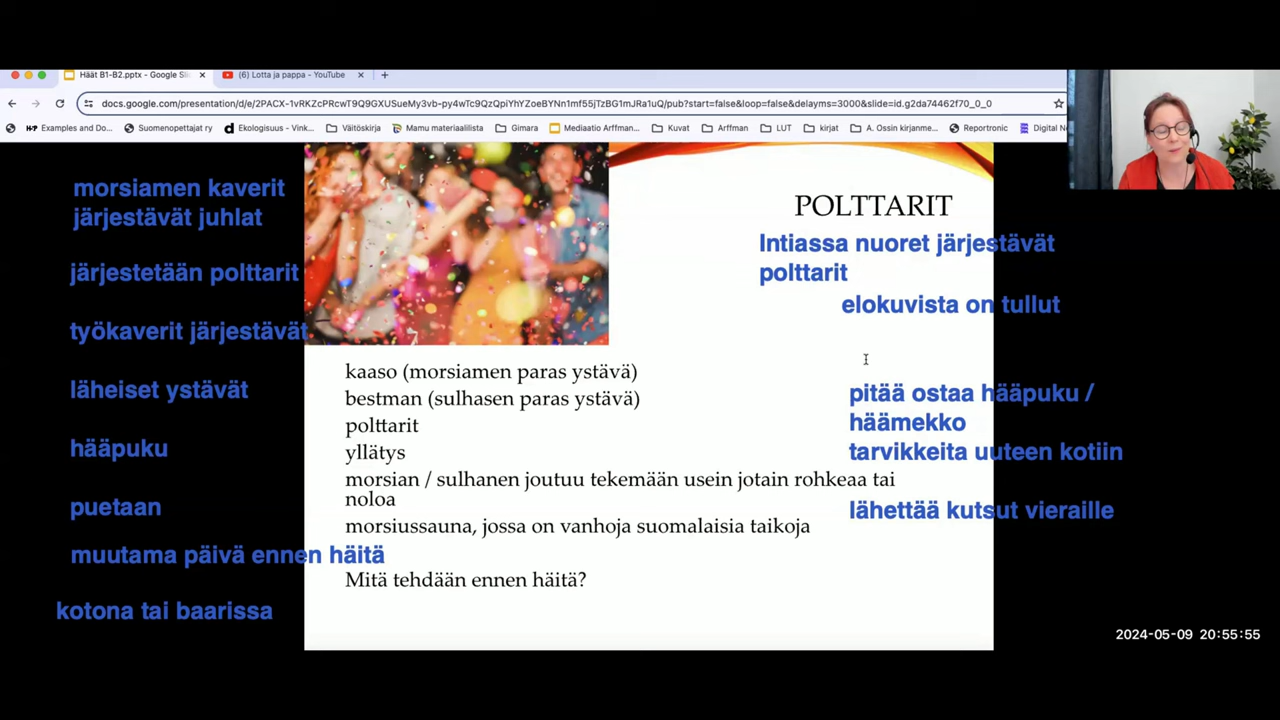 Häät B1-B2.pptx - Google Sli
(6) Lotta ja pappa - YouTube
docs.google.com/presentation/d/e/2PACX-1vRKZcPRcwT9Q9GXUSueMy3vb-py4wTc9QzQpiYhYZoeBYNn1mf55jTzBG1mJRa1uQ/pub?start=false&loop=false&delayms=3000&slide=id.g2da74462f70_0_0
Examples and Do...
Suomenopettajat ry
Ekologisuus - Vink...
Väitöskirja
Mamu materiaalilista
Gimara
Mediaatio Arffman...
Kuvat
Arffman
LUT
kirjat
A. Ossin kirjanme...
Reportronic
Digital N
morsiamen kaverit
järjestävät juhlat
järjestetään polttarit
työkaverit järjestävät
läheiset ystävät
hääpuku
puetaan
muutama päivä ennen häitä
kotona tai baarissa
POLTTARIT
Intiassa nuoret järjestävät
polttarit
elokuvista on tullut
pitää ostaa hääpuku /
häämekko
tarvikkeita uuteen kotiin
lähettää kutsut vieraille
kaaso (morsiamen paras ystävä)
bestman (sulhasen paras ystävä)
polttarit
yllätys
morsian / sulhanen joutuu tekemään usein jotain rohkeaa tai
noloa
morsiussauna, jossa on vanhoja suomalaisia taikoja
Mitä tehdään ennen häitä?
2024-05-09 20:55:55